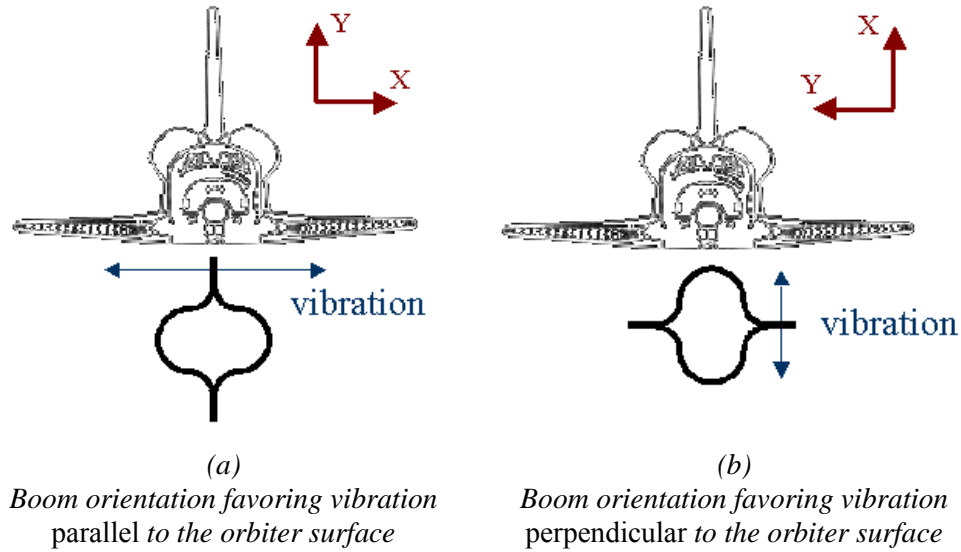 Y
X
vibration
(a)
Boom orientation favoring vibration
parallel to the orbiter surface
X
Y
vibration
(b)
Boom orientation favoring vibration
perpendicular to the orbiter surface